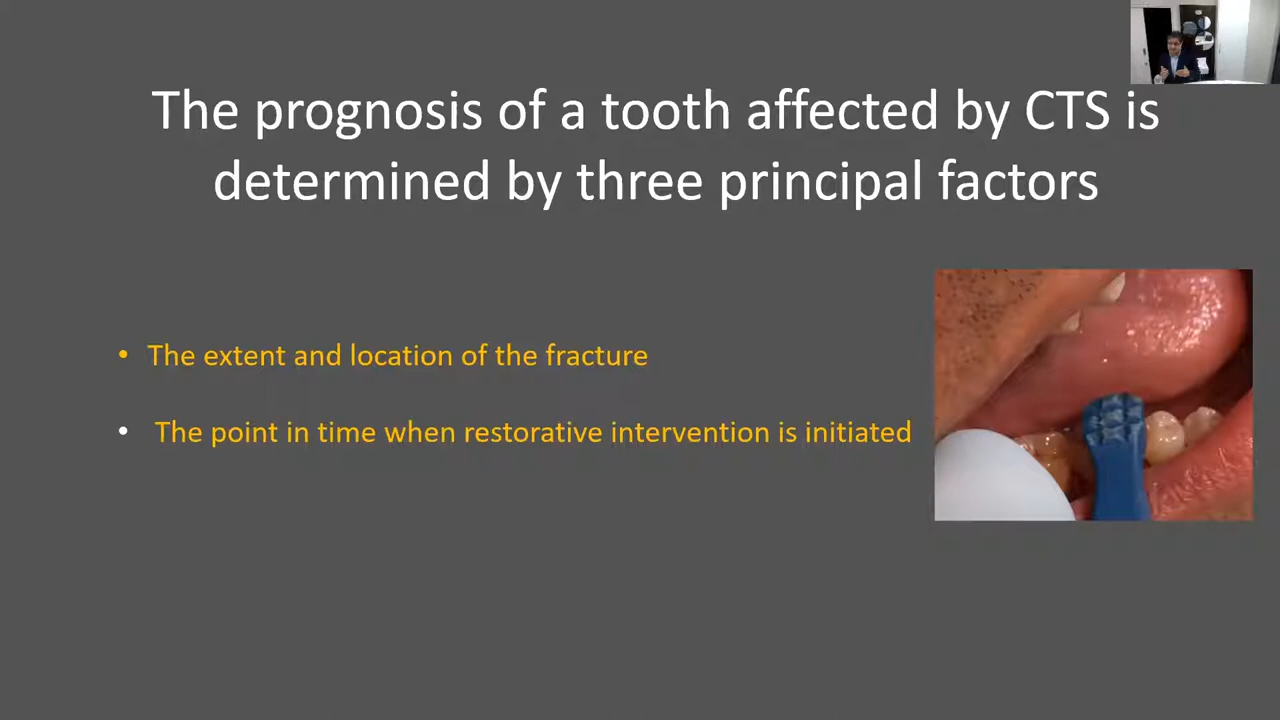 The prognosis of a tooth affected by CTS is
determined by three principal factors
• The extent and location of the fracture
• The point in time when restorative intervention is initiated